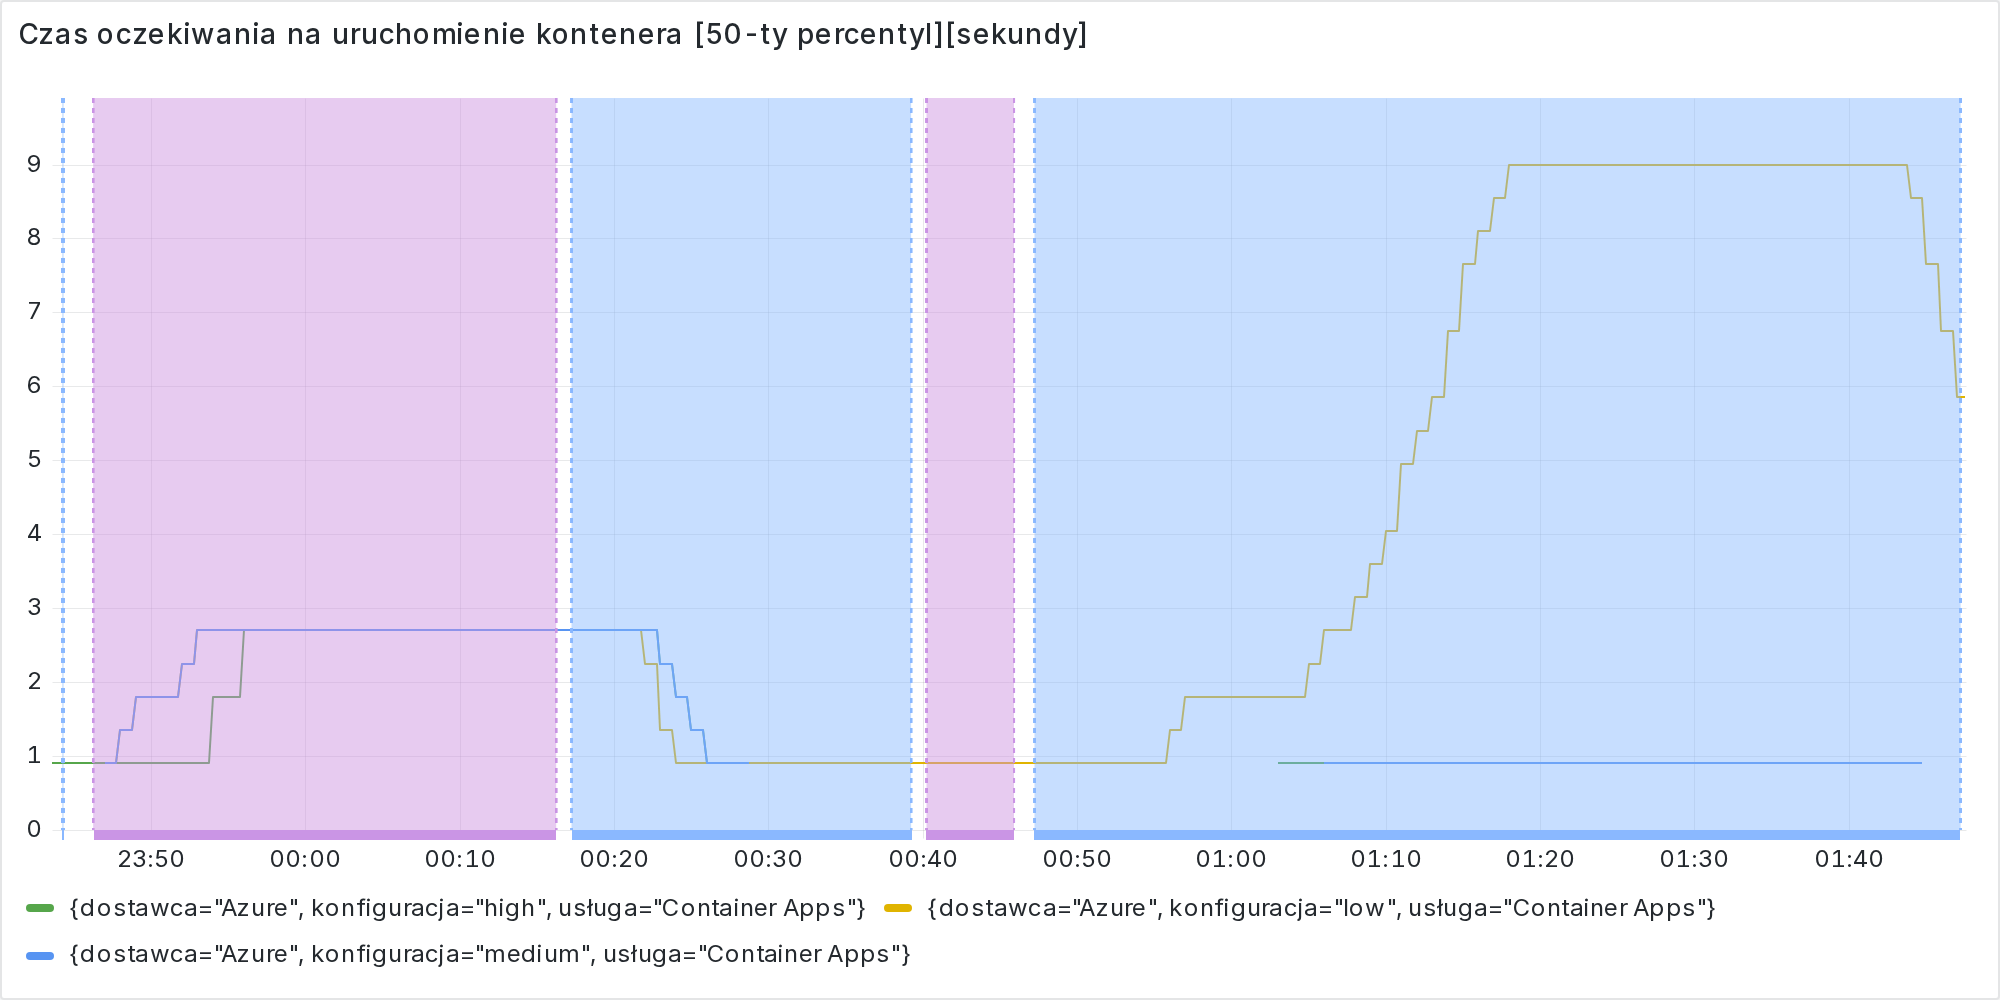 Czas oczekiwania na uruchomienie kontenera [50-ty percentyl][sekundy]
9
8
7
6
5
4
3
2
1
0
23:50 00:00 00:10 00:20 00:30 00:40 00:50 01:00 01:10 01:20 01:30 01:40
{dostawca="Azure", konfiguracja="high", usługa="Container Apps"} {dostawca="Azure", konfiguracja="low", usługa="Container Apps"}
{dostawca="Azure", konfiguracja="medium", usługa="Container Apps"}